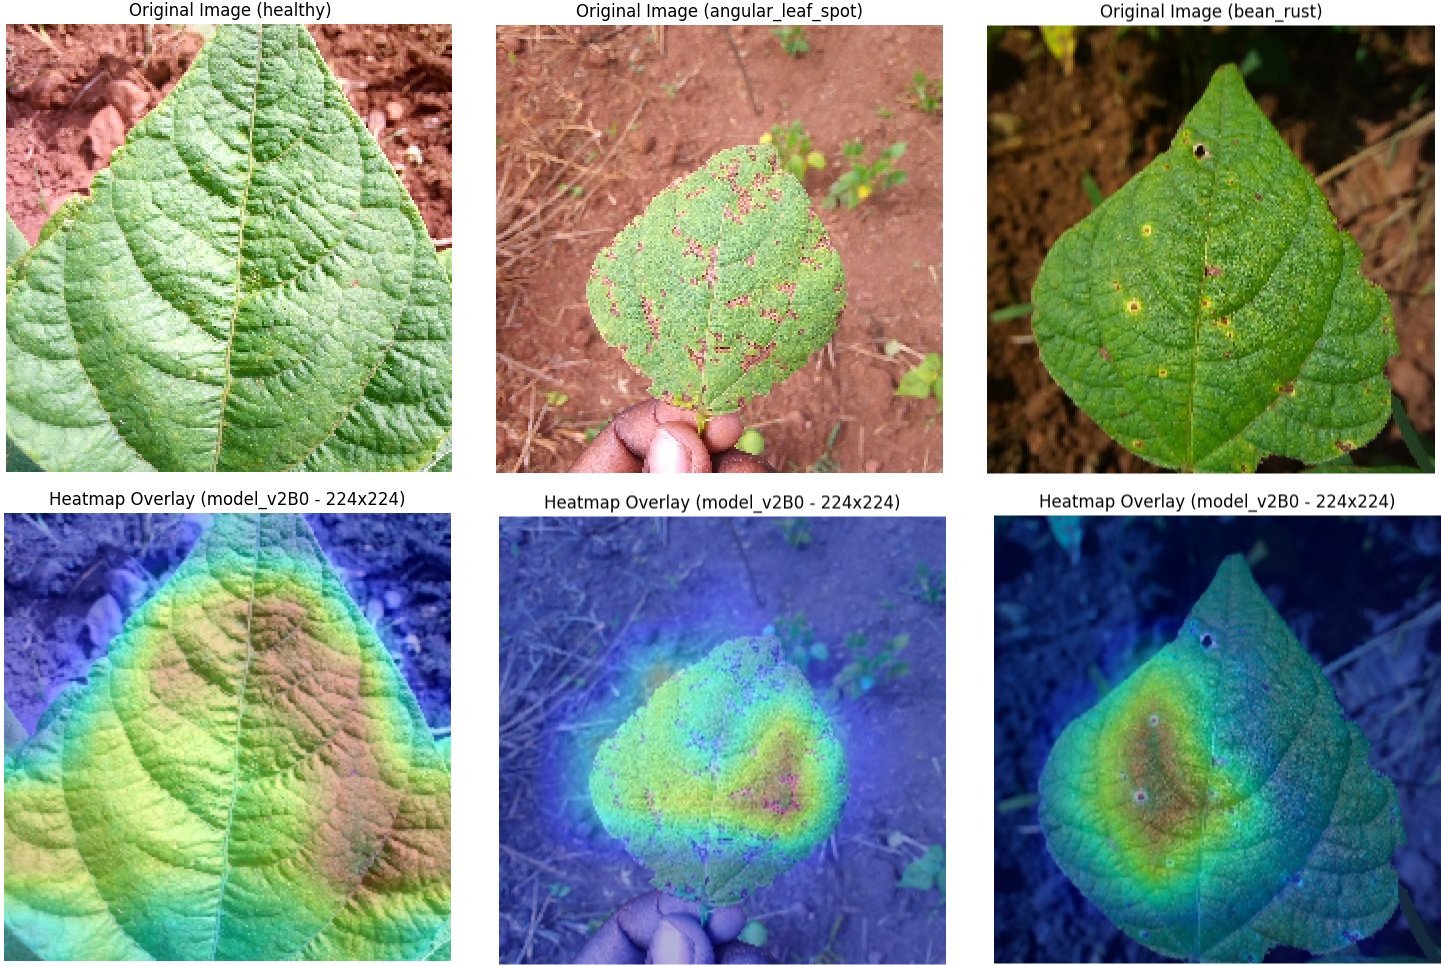 Original Image (healthy)
Original Image (angular_leaf_spot)
Original Image (bean_rust)
Heatmap Overlay (model_v2B0 - 224x224)
Heatmap Overlay (model_v2B0 - 224x224)
Heatmap Overlay (model_v2B0 - 224x224)